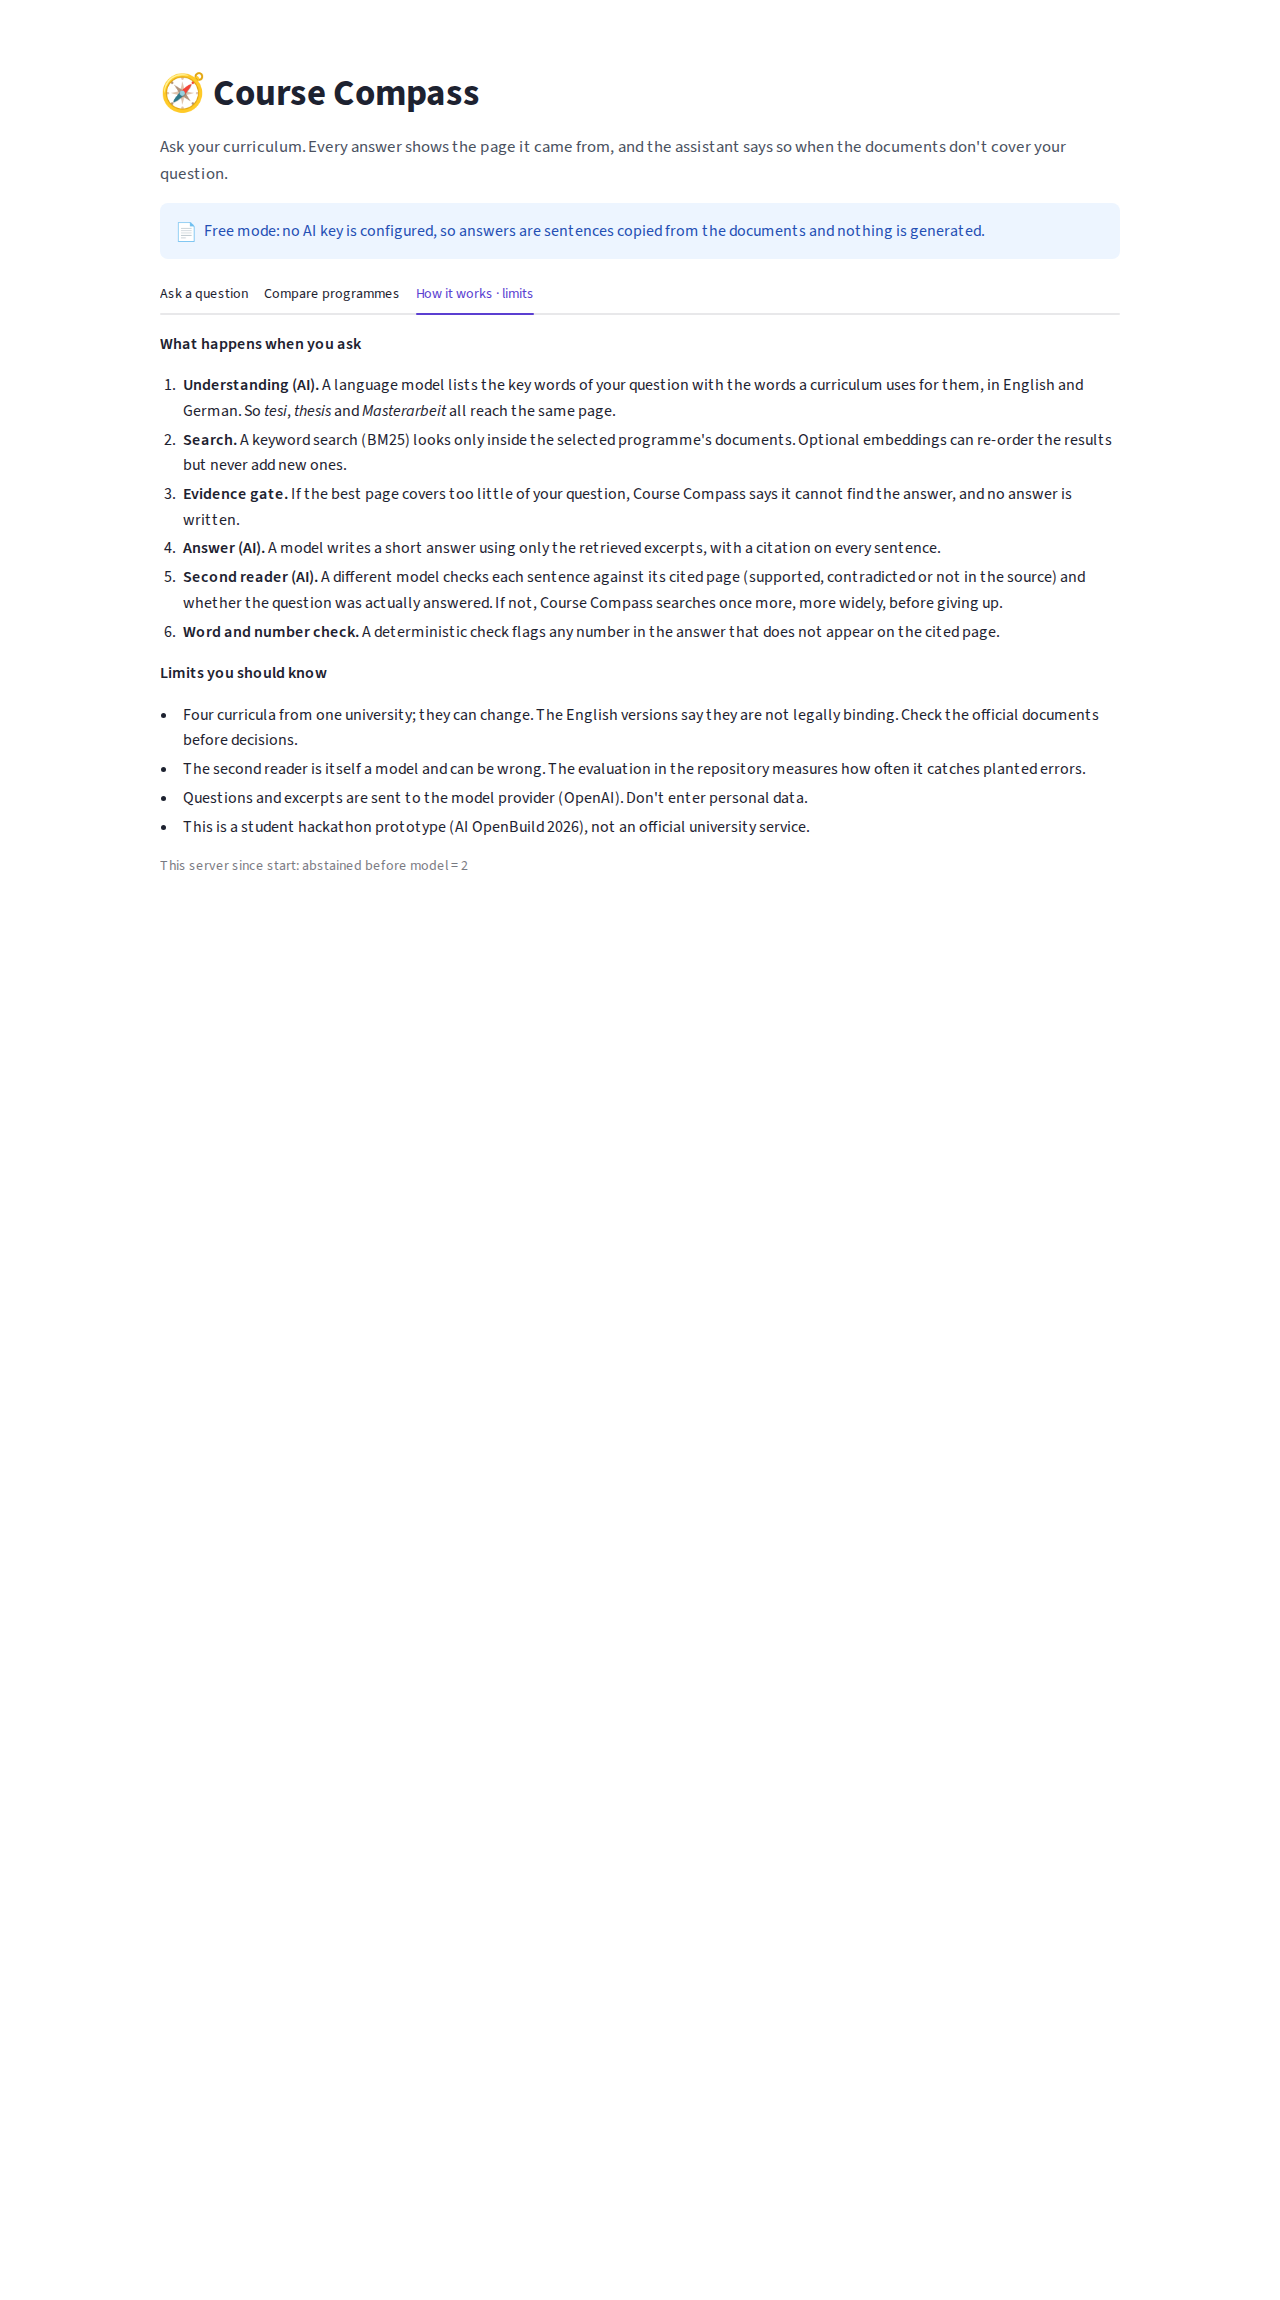 🧭 Course Compass
Ask your curriculum. Every answer shows the page it came from, and the assistant says so when the documents don't cover your
question.
📄 Free mode: no AI key is configured, so answers are sentences copied from the documents and nothing is generated.
Ask a question Compare programmes How it works · limits
What happens when you ask
1. Understanding (AI). A language model lists the key words of your question with the words a curriculum uses for them, in English and
German. So tesi, thesis and Masterarbeit all reach the same page.
2. Search. A keyword search (BM25) looks only inside the selected programme's documents. Optional embeddings can re-order the results
but never add new ones.
3. Evidence gate. If the best page covers too little of your question, Course Compass says it cannot find the answer, and no answer is
written.
4. Answer (AI). A model writes a short answer using only the retrieved excerpts, with a citation on every sentence.
5. Second reader (AI). A different model checks each sentence against its cited page (supported, contradicted or not in the source) and
whether the question was actually answered. If not, Course Compass searches once more, more widely, before giving up.
6. Word and number check. A deterministic check flags any number in the answer that does not appear on the cited page.
Limits you should know
• Four curricula from one university; they can change. The English versions say they are not legally binding. Check the official documents
before decisions.
• The second reader is itself a model and can be wrong. The evaluation in the repository measures how often it catches planted errors.
• Questions and excerpts are sent to the model provider (OpenAI). Don't enter personal data.
• This is a student hackathon prototype (AI OpenBuild 2026), not an official university service.
This server since start: abstained before model = 2